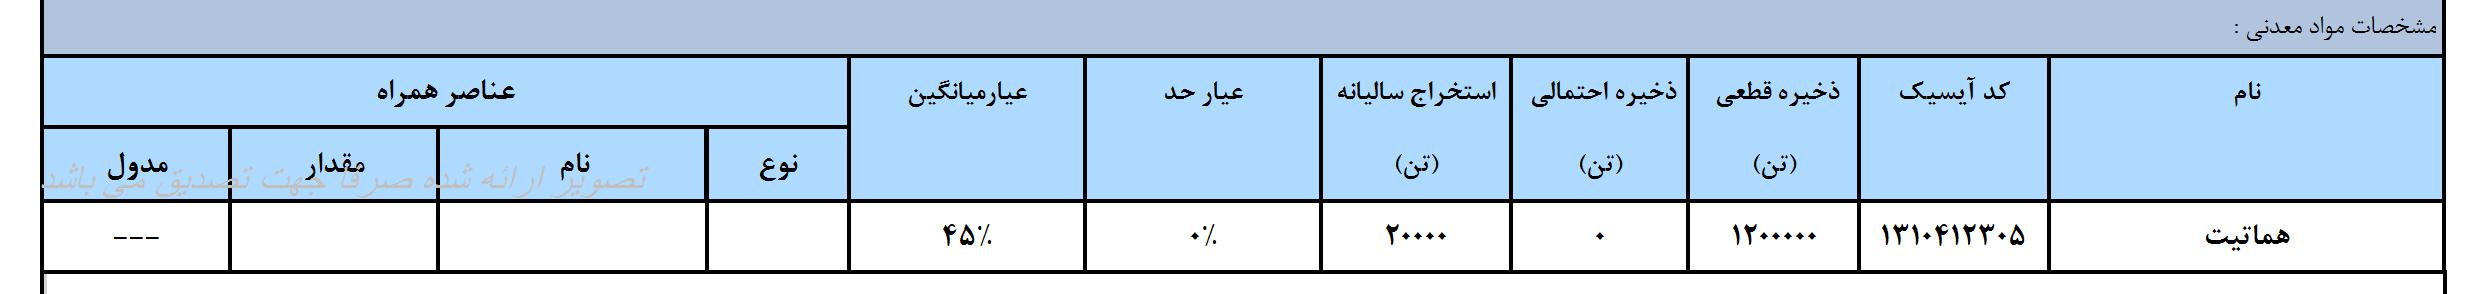 مشخصات مواد معدنی :
نام	کد آیسیک	ذخیره قطعی (تن)	ذخیره احتمالی (تن)	استخراج سالیانه (تن)	عیار حد	عیارمیانگین	عناصر همراه
نوع	نام	مقدار	مدول
تصویر ارائه شده صرفا جهت تصدیق می باشد
هماتیت	۱۳۱۰۴۱۲۳۰۵	۱۲۰۰۰۰۰	۰	۲۰۰۰۰	۰٪	۴۵٪	---